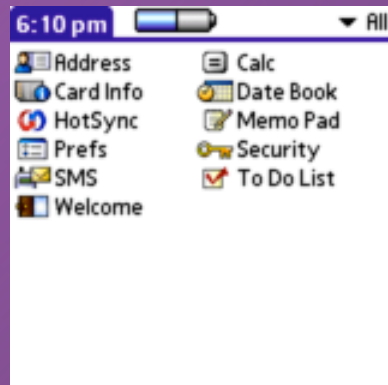 6:10 pm All
Address Calc
Card Info Date Book
HotSync Memo Pad
Prefs Security
SMS To Do List
Welcome